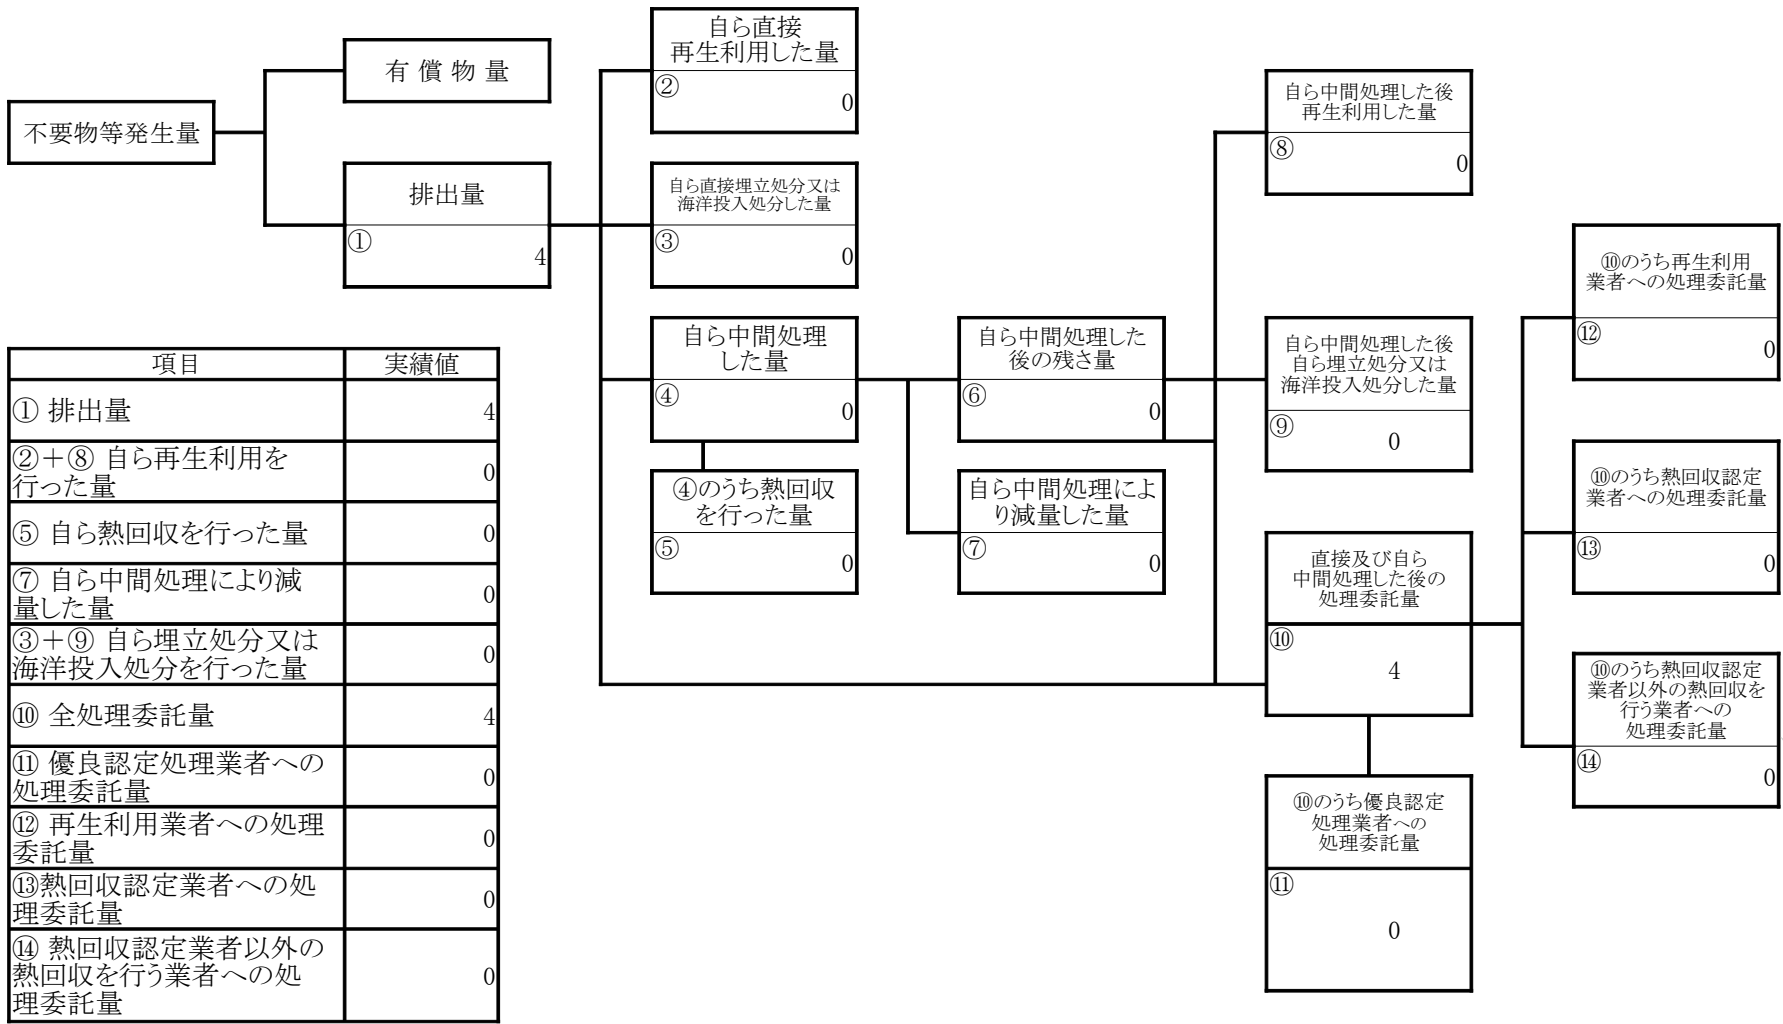 不要物等発生量
有償物量
排出量
①
4
自ら直接
再生利用した量
②
0
自ら直接埋立処分又は
海洋投入処分した量
③
0
自ら中間処理
した量
④
0
④のうち熱回収
を行った量
⑤
0
自ら中間処理した
後の残さ量
⑥
0
自ら中間処理によ
り減量した量
⑦
0
自ら中間処理した後
再生利用した量
⑧
0
自ら中間処理した後
自ら埋立処分又は
海洋投入処分した量
⑨
0
直接及び自ら
中間処理した後の
処理委託量
⑩
4
⑩のうち優良認定
処理業者への
処理委託量
⑪
0
⑩のうち再生利用
業者への処理委託量
⑫
0
⑩のうち熱回収認定
業者への処理委託量
⑬
0
⑩のうち熱回収認定
業者以外の熱回収を
行う業者への
処理委託量
⑭
0
項目 実績値
① 排出量 4
②＋⑧ 自ら再生利用を
行った量 0
⑤ 自ら熱回収を行った量 0
⑦ 自ら中間処理により減
量した量 0
③＋⑨ 自ら埋立処分又は
海洋投入処分を行った量 0
⑩ 全処理委託量 4
⑪ 優良認定処理業者への
処理委託量 0
⑫ 再生利用業者への処理
委託量 0
⑬熱回収認定業者への処
理委託量 0
⑭ 熱回収認定業者以外の
熱回収を行う業者への処
理委託量 0